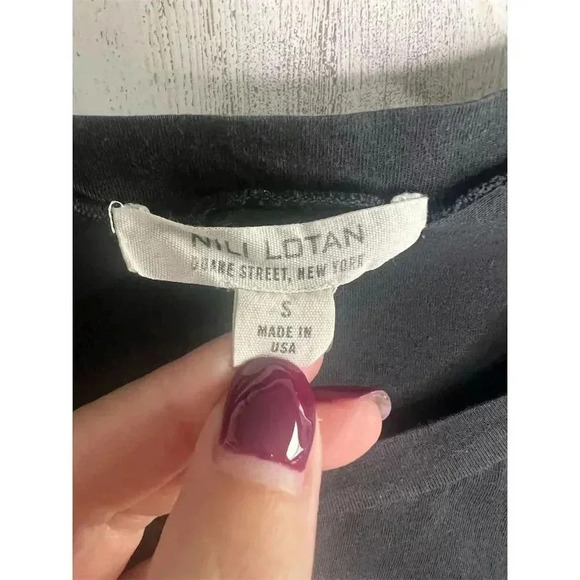 NILI LOTAN
DUANE STREET, NEW YORK
S
MADE IN
USA